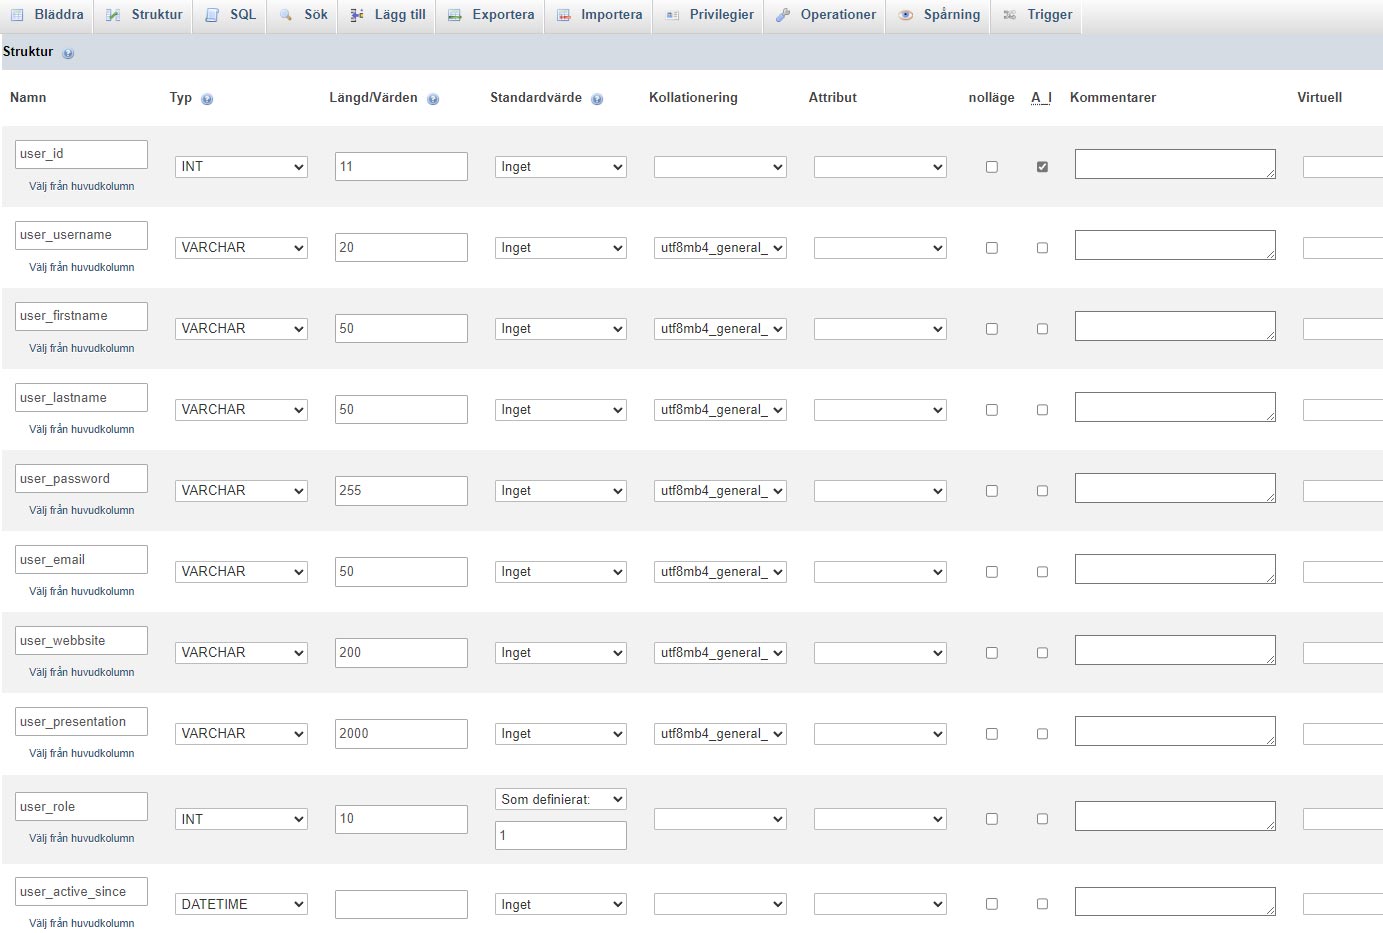 Bläddra Struktur SQL Sök Lägg till Exportera Importera Privilegier Operationer Spårning Trigger
Struktur
Namn Typ Längd/Värden Standardvärde Kollationering Attribut nolläge A_I Kommentarer Virtuell
user_id INT 11 Inget
Välj från huvudkolumn
user_username VARCHAR 20 Inget utf8mb4_general_
Välj från huvudkolumn
user_firstname VARCHAR 50 Inget utf8mb4_general_
Välj från huvudkolumn
user_lastname VARCHAR 50 Inget utf8mb4_general_
Välj från huvudkolumn
user_password VARCHAR 255 Inget utf8mb4_general_
Välj från huvudkolumn
user_email VARCHAR 50 Inget utf8mb4_general_
Välj från huvudkolumn
user_webbsite VARCHAR 200 Inget utf8mb4_general_
Välj från huvudkolumn
user_presentation VARCHAR 2000 Inget utf8mb4_general_
Välj från huvudkolumn
user_role INT 10 Som definierat:
1
Välj från huvudkolumn
user_active_since DATETIME Inget
Välj från huvudkolumn